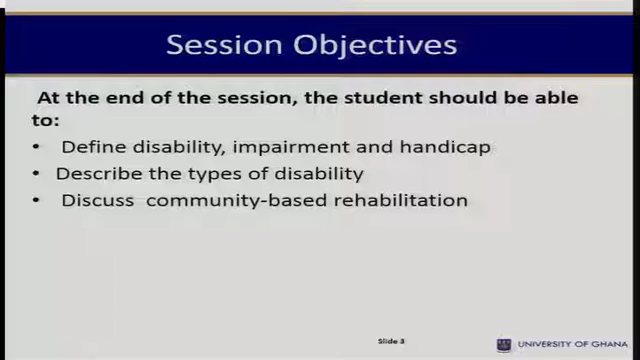 Session Objectives
At the end of the session, the student should be able
to:
• Define disability, impairment and handicap
• Describe the types of disability
• Discuss community-based rehabilitation
Slide 3
UNIVERSITY OF GHANA